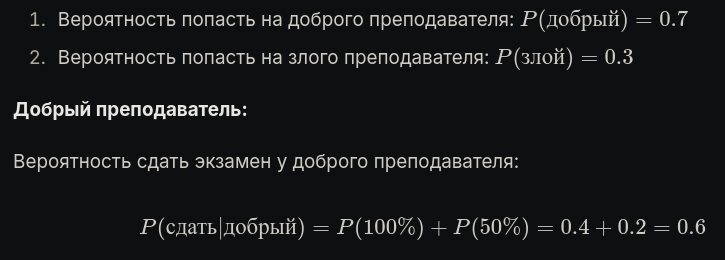 1. Вероятность попасть на доброго преподавателя: P(добрый) = 0.7
2. Вероятность попасть на злого преподавателя: P(злой) = 0.3
Добрый преподаватель:
Вероятность сдать экзамен у доброго преподавателя:
P(сдать|добрый) = P(100%) + P(50%) = 0.4 + 0.2 = 0.6